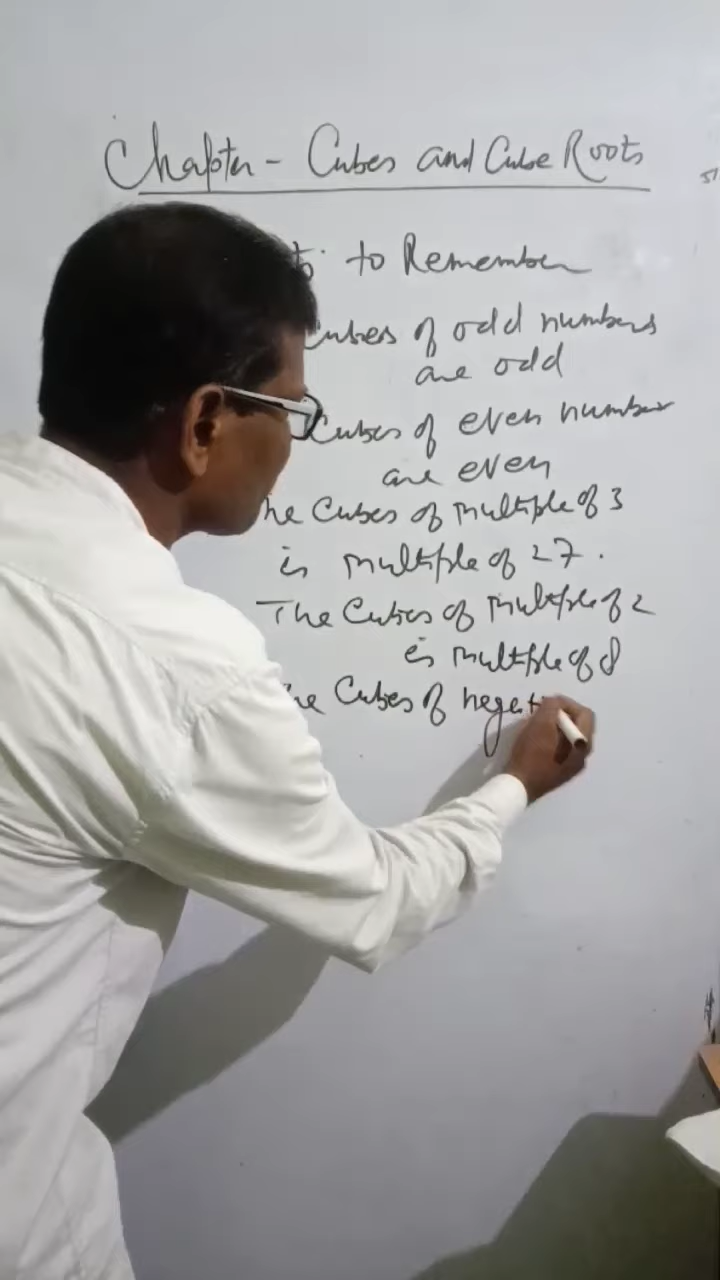 Chapter - Cubes and Cube Roots
to Remember
Cubes of odd numbers
are odd
Cubes of even number
are even
he Cubes of multiple of 3
is multiple of 27.
The Cubes of multiple of 2
is multiple of 8
he Cubes of negat